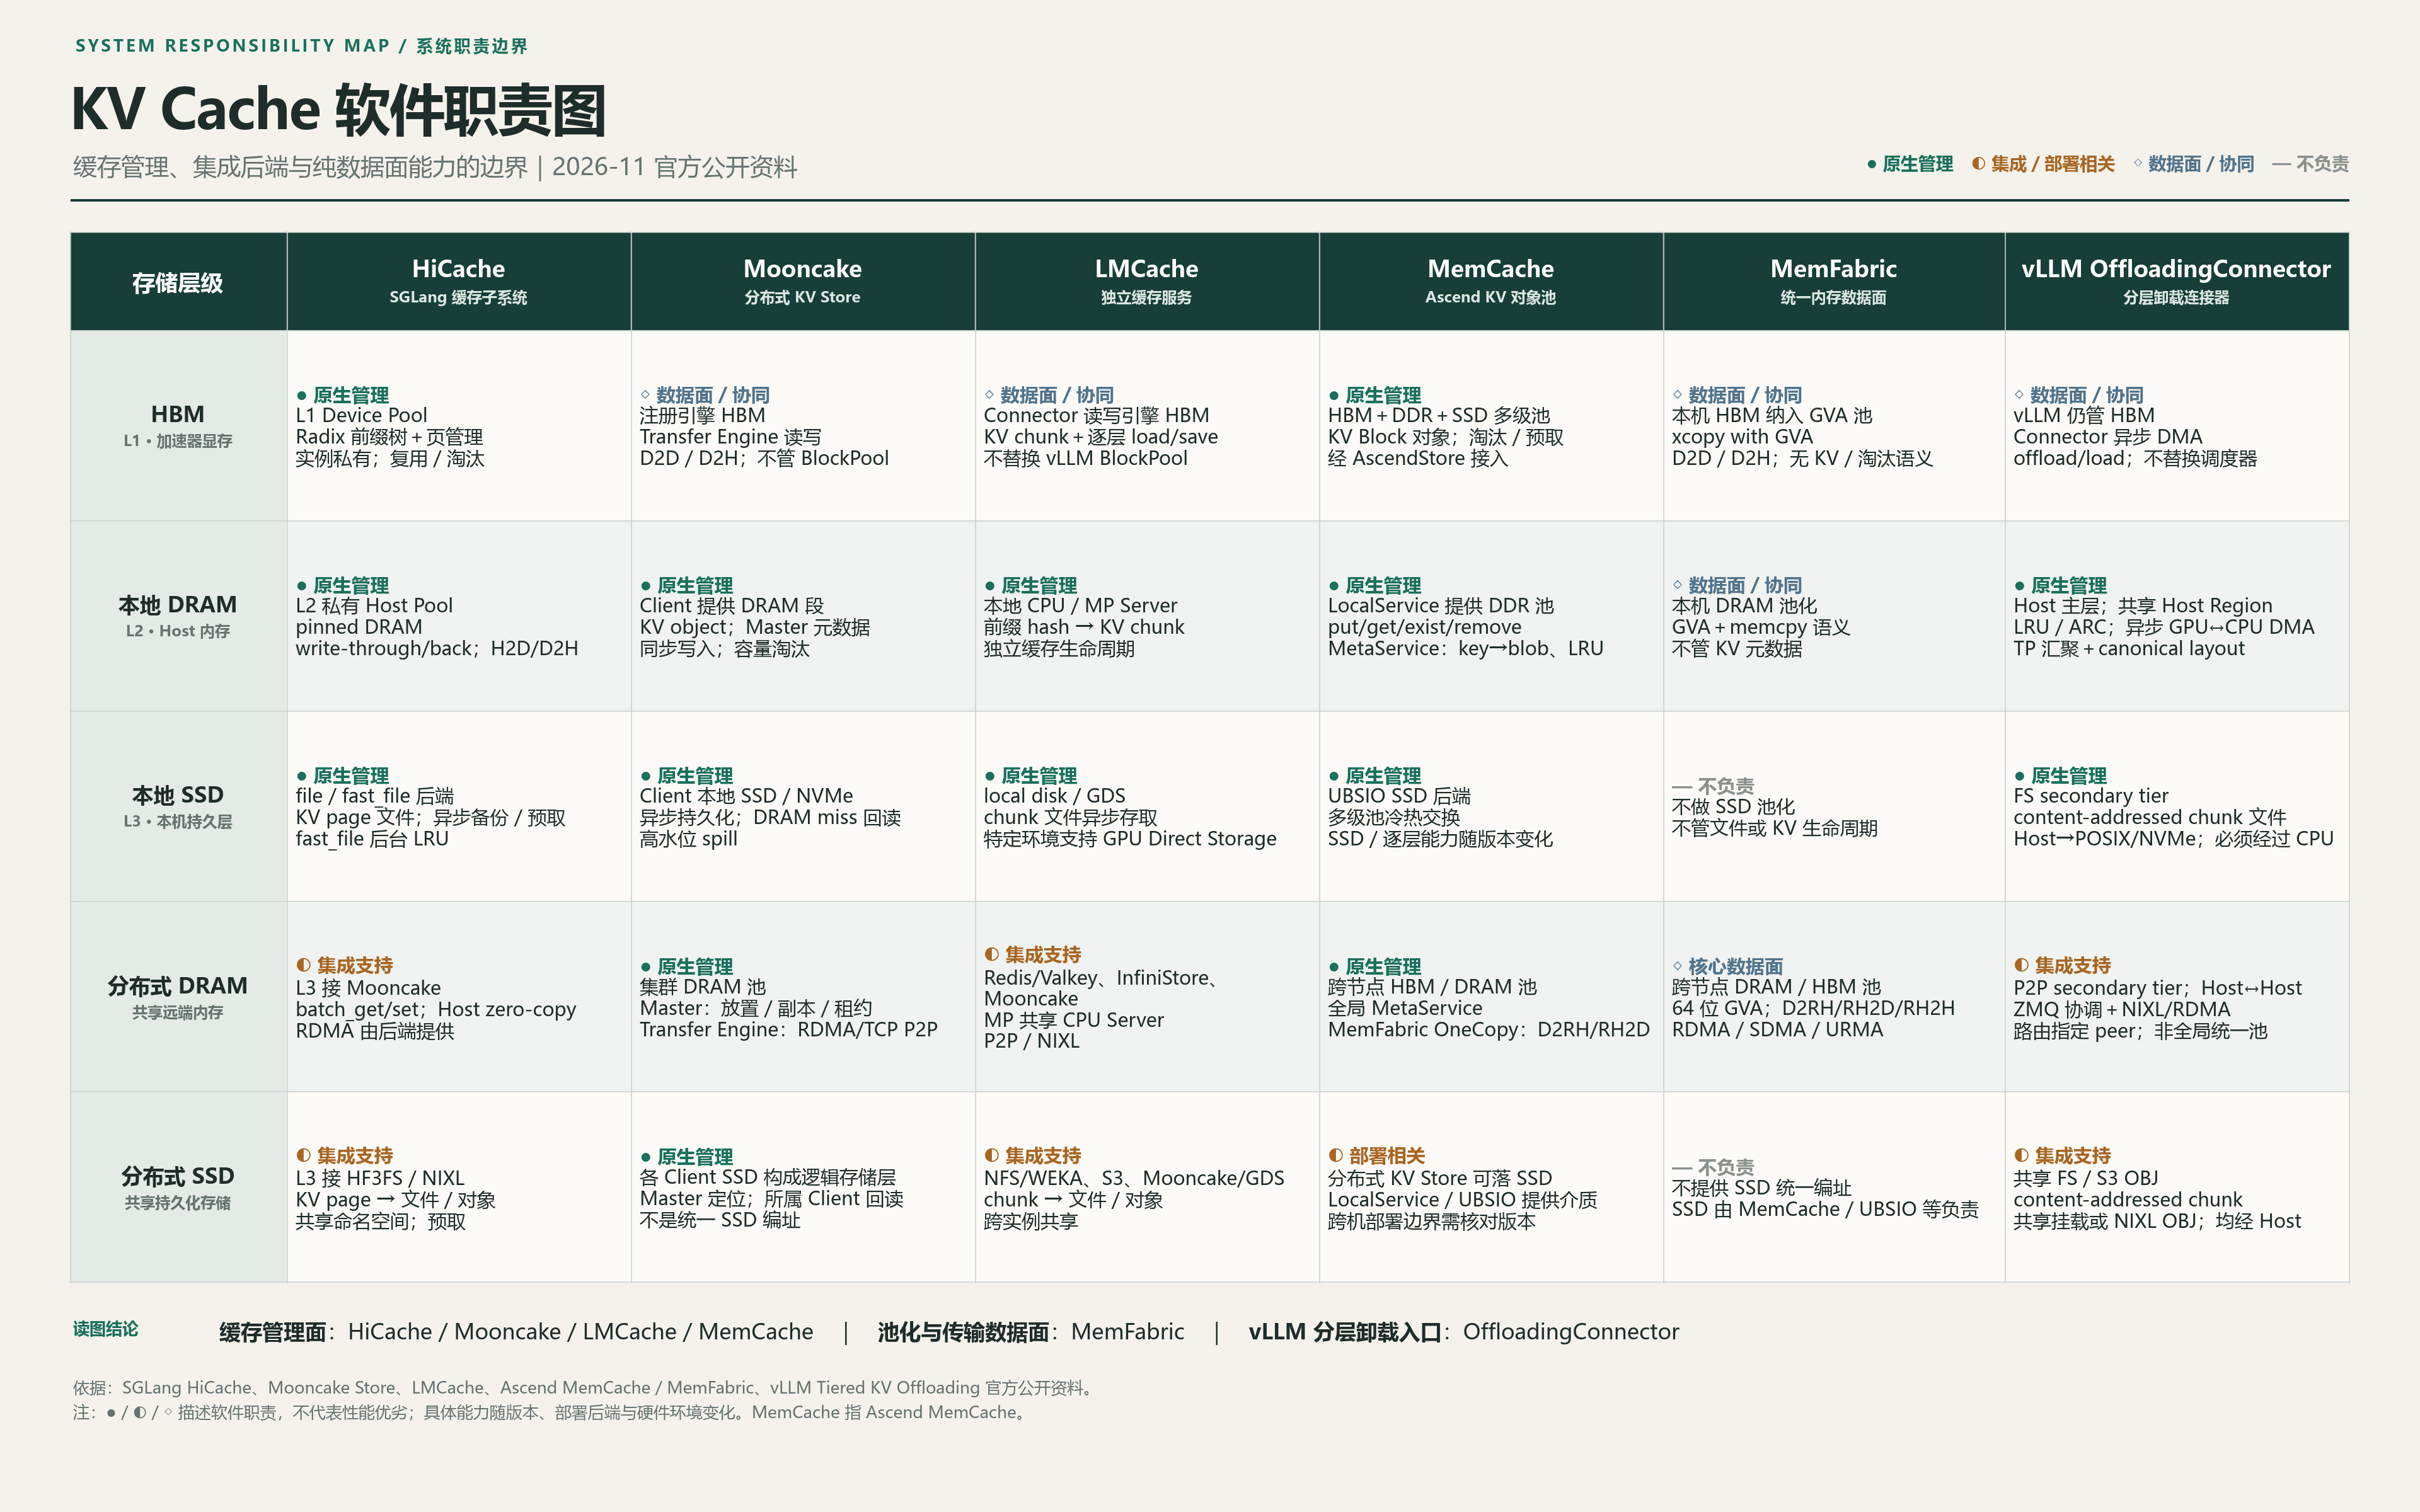 SYSTEM RESPONSIBILITY MAP / 系统职责边界
KV Cache 软件职责图
缓存管理、集成后端与纯数据面能力的边界｜2026-11 官方公开资料
● 原生管理 ◐ 集成 / 部署相关 ◇ 数据面 / 协同 — 不负责
存储层级
HiCache
SGLang 缓存子系统
Mooncake
分布式 KV Store
LMCache
独立缓存服务
MemCache
Ascend KV 对象池
MemFabric
统一内存数据面
vLLM OffloadingConnector
分层卸载连接器
HBM
L1 • 加速器显存
● 原生管理
L1 Device Pool
Radix 前缀树＋页管理
实例私有；复用 / 淘汰
◇ 数据面 / 协同
注册引擎 HBM
Transfer Engine 读写
D2D / D2H；不管 BlockPool
◇ 数据面 / 协同
Connector 读写引擎 HBM
KV chunk＋逐层 load/save
不替换 vLLM BlockPool
● 原生管理
HBM＋DDR＋SSD 多级池
KV Block 对象；淘汰 / 预取
经 AscendStore 接入
◇ 数据面 / 协同
本机 HBM 纳入 GVA 池
xcopy with GVA
D2D / D2H；无 KV / 淘汰语义
◇ 数据面 / 协同
vLLM 仍管 HBM
Connector 异步 DMA
offload/load；不替换调度器
本地 DRAM
L2 • Host 内存
● 原生管理
L2 私有 Host Pool
pinned DRAM
write-through/back；H2D/D2H
● 原生管理
Client 提供 DRAM 段
KV object；Master 元数据
同步写入；容量淘汰
● 原生管理
本地 CPU / MP Server
前缀 hash → KV chunk
独立缓存生命周期
● 原生管理
LocalService 提供 DDR 池
put/get/exist/remove
MetaService：key→blob、LRU
◇ 数据面 / 协同
本机 DRAM 池化
GVA＋memcpy 语义
不管 KV 元数据
● 原生管理
Host 主层；共享 Host Region
LRU / ARC；异步 GPU↔CPU DMA
TP 汇聚＋canonical layout
本地 SSD
L3 • 本机持久层
● 原生管理
file / fast_file 后端
KV page 文件；异步备份 / 预取
fast_file 后台 LRU
● 原生管理
Client 本地 SSD / NVMe
异步持久化；DRAM miss 回读
高水位 spill
● 原生管理
local disk / GDS
chunk 文件异步存取
特定环境支持 GPU Direct Storage
● 原生管理
UBSIO SSD 后端
多级池冷热交换
SSD / 逐层能力随版本变化
— 不负责
不做 SSD 池化
不管文件或 KV 生命周期
● 原生管理
FS secondary tier
content-addressed chunk 文件
Host→POSIX/NVMe；必须经过 CPU
分布式 DRAM
共享远端内存
◐ 集成支持
L3 接 Mooncake
batch_get/set；Host zero-copy
RDMA 由后端提供
● 原生管理
集群 DRAM 池
Master：放置 / 副本 / 租约
Transfer Engine：RDMA/TCP P2P
◐ 集成支持
Redis/Valkey、InfiniStore、
Mooncake
MP 共享 CPU Server
P2P / NIXL
● 原生管理
跨节点 HBM / DRAM 池
全局 MetaService
MemFabric OneCopy：D2RH/RH2D
◇ 核心数据面
跨节点 DRAM / HBM 池
64 位 GVA；D2RH/RH2D/RH2H
RDMA / SDMA / URMA
◐ 集成支持
P2P secondary tier；Host↔Host
ZMQ 协调＋NIXL/RDMA
路由指定 peer；非全局统一池
分布式 SSD
共享持久化存储
◐ 集成支持
L3 接 HF3FS / NIXL
KV page → 文件 / 对象
共享命名空间；预取
● 原生管理
各 Client SSD 构成逻辑存储层
Master 定位；所属 Client 回读
不是统一 SSD 编址
◐ 集成支持
NFS/WEKA、S3、Mooncake/GDS
chunk → 文件 / 对象
跨实例共享
◐ 部署相关
分布式 KV Store 可落 SSD
LocalService / UBSIO 提供介质
跨机部署边界需核对版本
— 不负责
不提供 SSD 统一编址
SSD 由 MemCache / UBSIO 等负责
◐ 集成支持
共享 FS / S3 OBJ
content-addressed chunk
共享挂载或 NIXL OBJ；均经 Host
读图结论 缓存管理面：HiCache / Mooncake / LMCache / MemCache ｜ 池化与传输数据面：MemFabric ｜ vLLM 分层卸载入口：OffloadingConnector
依据：SGLang HiCache、Mooncake Store、LMCache、Ascend MemCache / MemFabric、vLLM Tiered KV Offloading 官方公开资料。
注：● / ◐ / ◇ 描述软件职责，不代表性能优劣；具体能力随版本、部署后端与硬件环境变化。MemCache 指 Ascend MemCache。